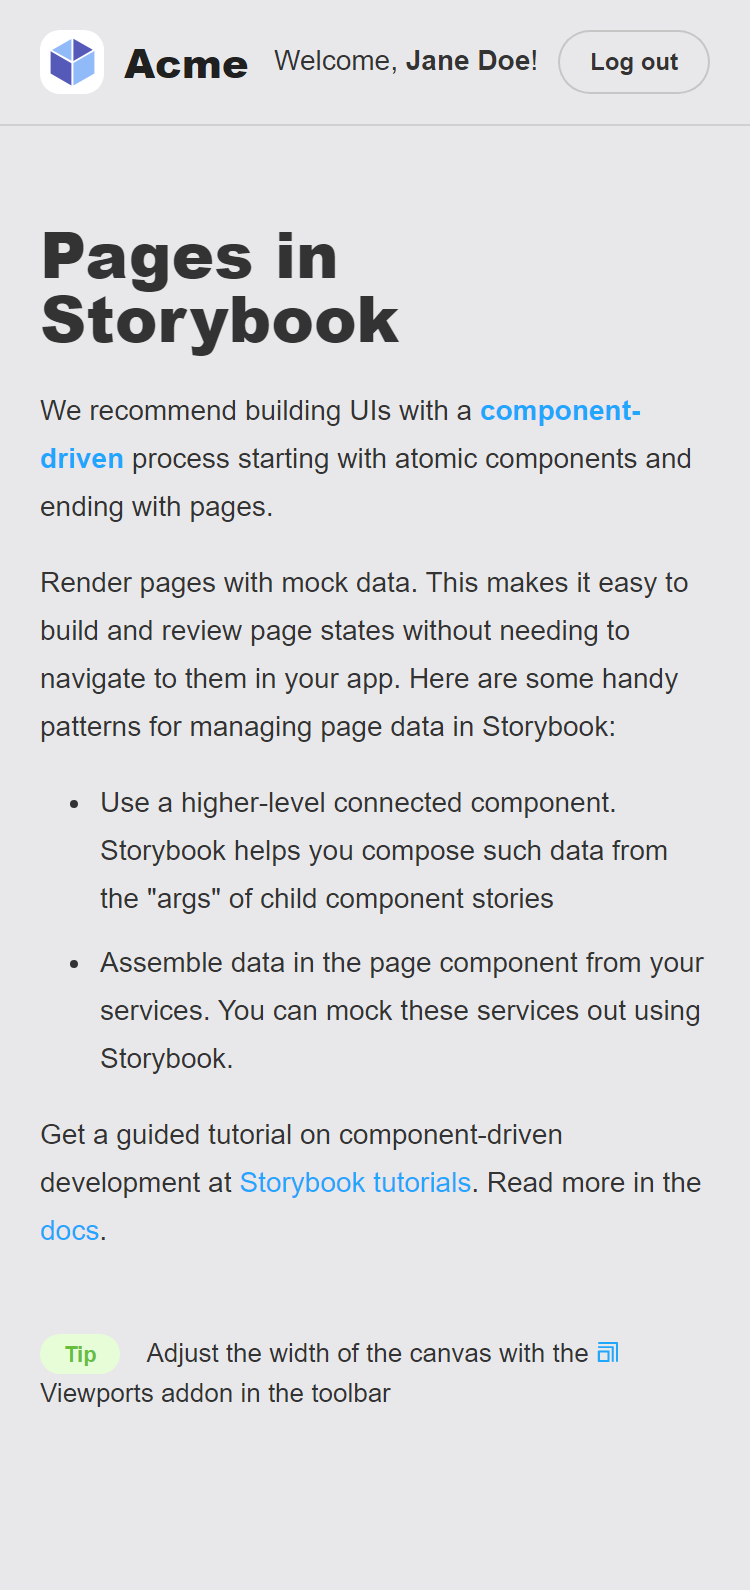 Acme Welcome, Jane Doe! Log out
Pages in
Storybook
We recommend building UIs with a component-
driven process starting with atomic components and
ending with pages.
Render pages with mock data. This makes it easy to
build and review page states without needing to
navigate to them in your app. Here are some handy
patterns for managing page data in Storybook:
• Use a higher-level connected component.
Storybook helps you compose such data from
the "args" of child component stories
• Assemble data in the page component from your
services. You can mock these services out using
Storybook.
Get a guided tutorial on component-driven
development at Storybook tutorials. Read more in the
docs.
Tip Adjust the width of the canvas with the
Viewports addon in the toolbar